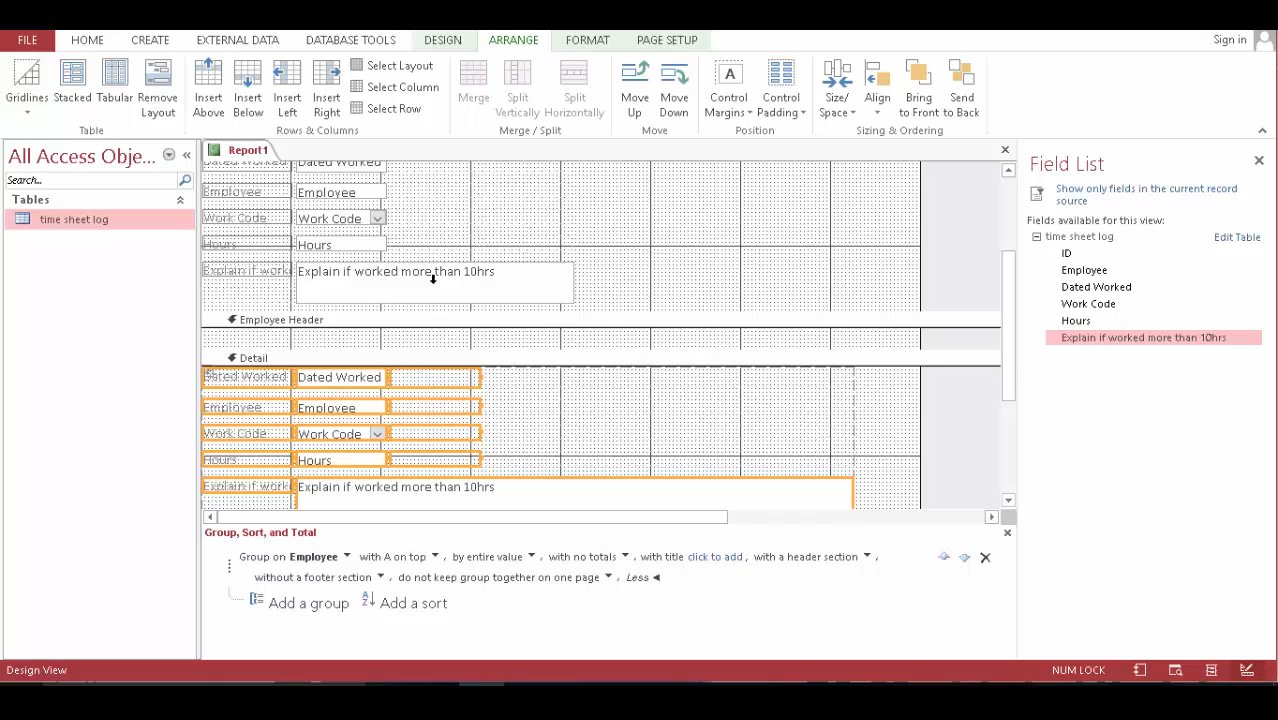 FILE HOME CREATE EXTERNAL DATA DATABASE TOOLS DESIGN ARRANGE FORMAT PAGE SETUP Sign in
Gridlines Stacked Tabular Remove Layout
Table
Insert Above Insert Below Insert Left Insert Right
Select Layout
Select Column
Select Row
Rows & Columns
Merge Split Vertically Split Horizontally
Merge / Split
Move Up Move Down
Move
Control Margins Control Padding
Position
Size/ Space Align Bring to Front Send to Back
Sizing & Ordering
All Access Obje... «
Search...
Tables
time sheet log
Report1
Dated Worked Dated Worked
Employee Employee
Work Code Work Code
Hours Hours
Explain if work Explain if worked more than 10hrs
Employee Header
Detail
Dated Worked Dated Worked
Employee Employee
Work Code Work Code
Hours Hours
Explain if work Explain if worked more than 10hrs
Group, Sort, and Total
Group on Employee with A on top , by entire value , with no totals , with title click to add , with a header section ,
without a footer section , do not keep group together on one page , Less
Add a group Add a sort
Field List
Show only fields in the current record
source
Fields available for this view:
time sheet log Edit Table
ID
Employee
Dated Worked
Work Code
Hours
Explain if worked more than 10hrs
Design View NUM LOCK